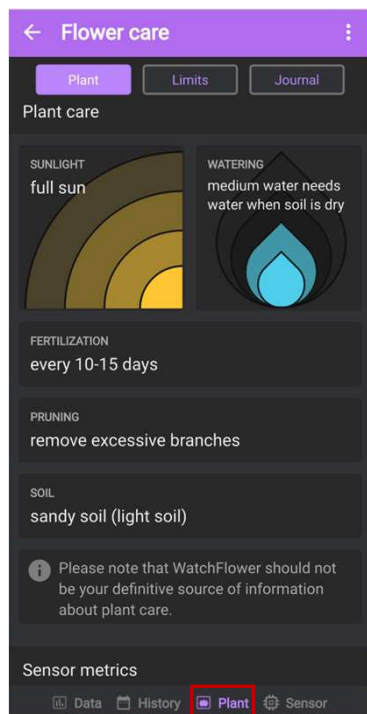 Flower care
Plant
Limits
Journal
Plant care
SUNLIGHT
full sun
WATERING
medium water needs
water when soil is dry
FERTILIZATION
every 10-15 days
PRUNING
remove excessive branches
SOIL
sandy soil (light soil)
Please note that WatchFlower should not
be your definitive source of information
about plant care.
Sensor metrics
Data
History
Plant
Sensor